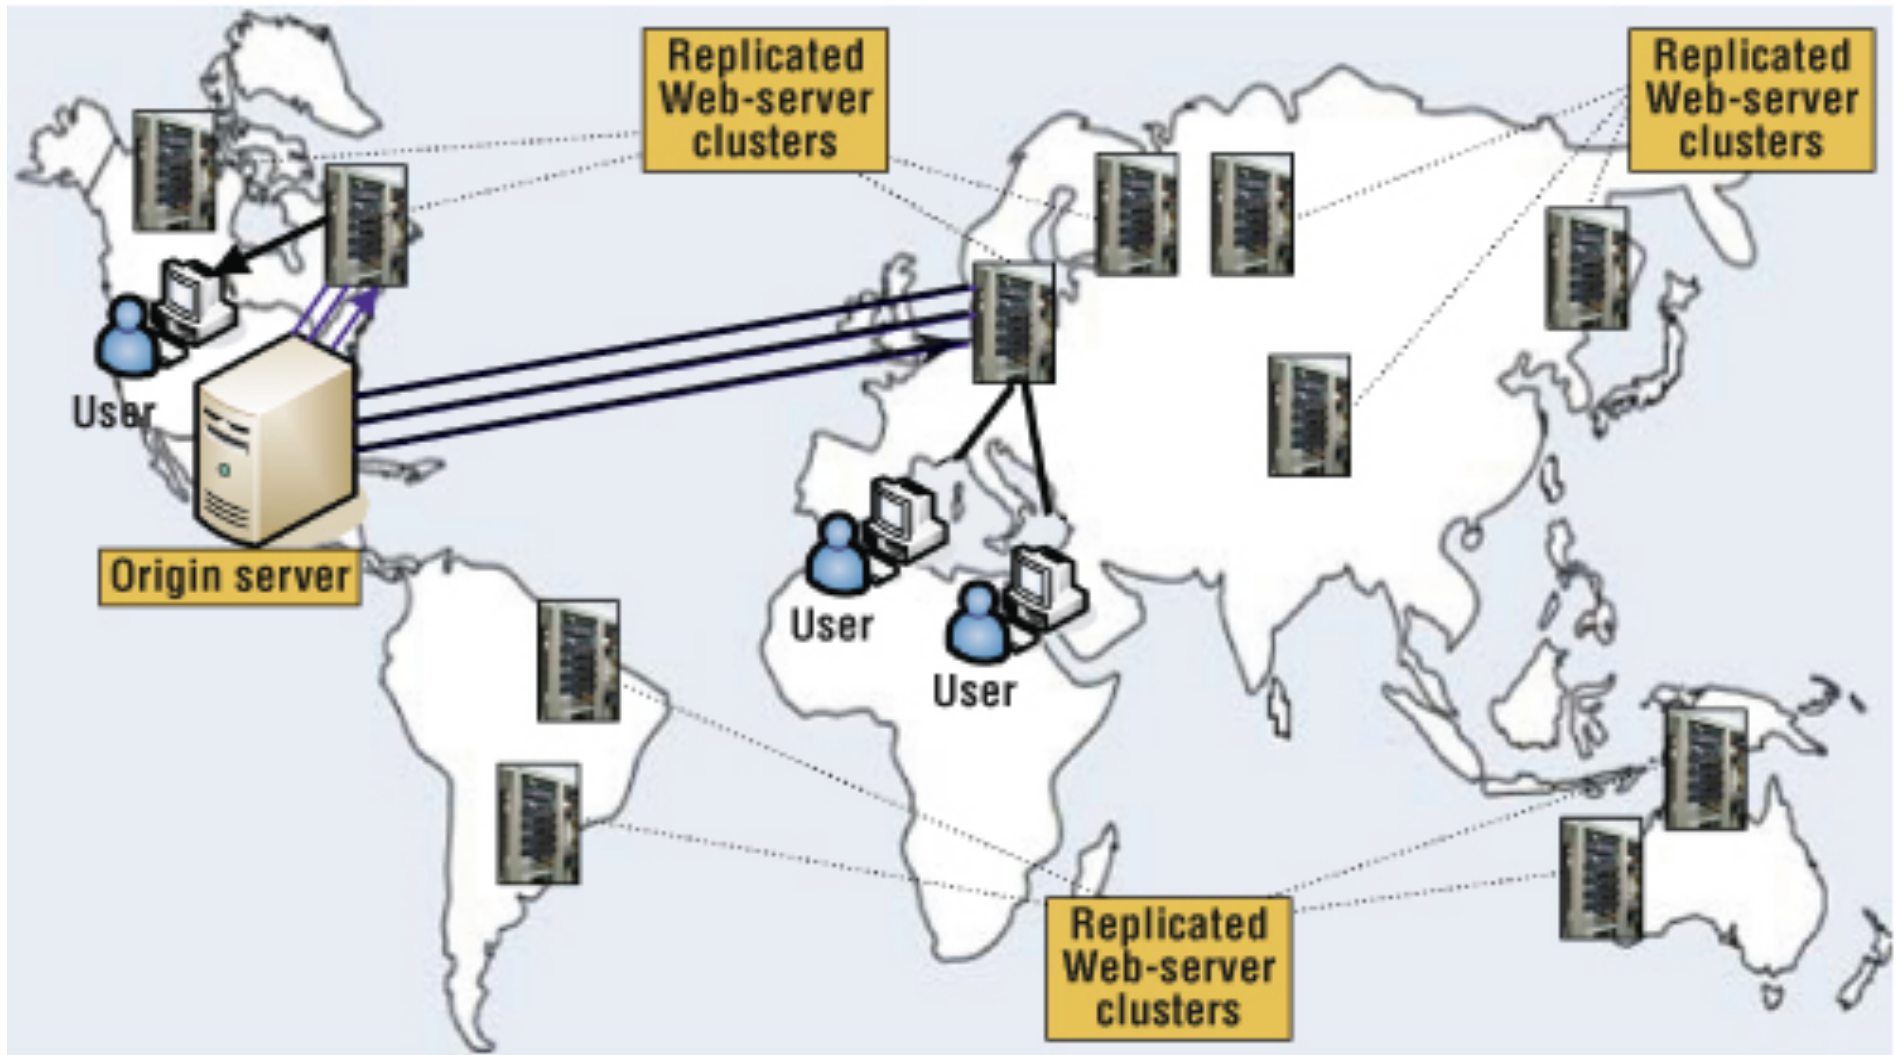 Replicated
Web-server
clusters
Replicated
Web-server
clusters
User
Origin server
User
User
Replicated
Web-server
clusters